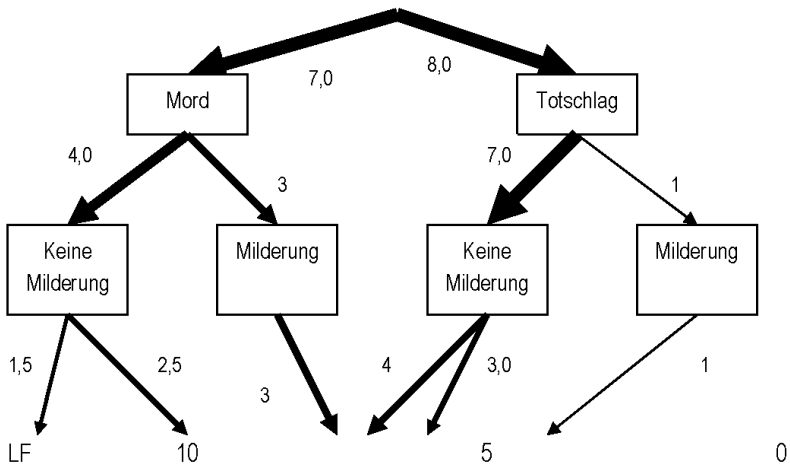 7,0 8,0
Mord Totschlag
4,0 3 7,0 1
Keine Milderung Keine Milderung
Milderung Milderung
1,5 2,5 3 4 3,0 1
LF 10 5 0